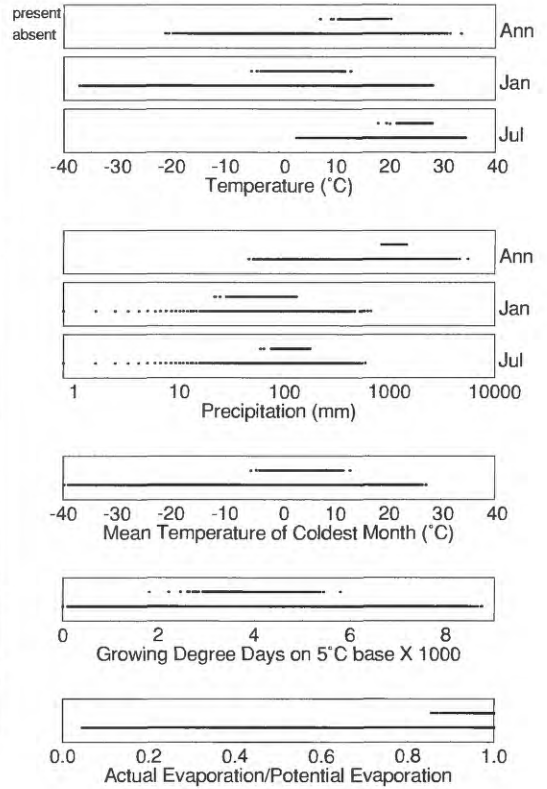 present
absent
Ann
Jan
Jul
-40 -30 -20 -10 0 10 20 30 40
Temperature (°C)
Ann
Jan
Jul
1 10 100 1000 10000
Precipitation (mm)
-40 -30 -20 -10 0 10 20 30 40
Mean Temperature of Coldest Month (°C)
0 2 4 6 8
Growing Degree Days on 5°C base X 1000
0.0 0.2 0.4 0.6 0.8 1.0
Actual Evaporation/Potential Evaporation